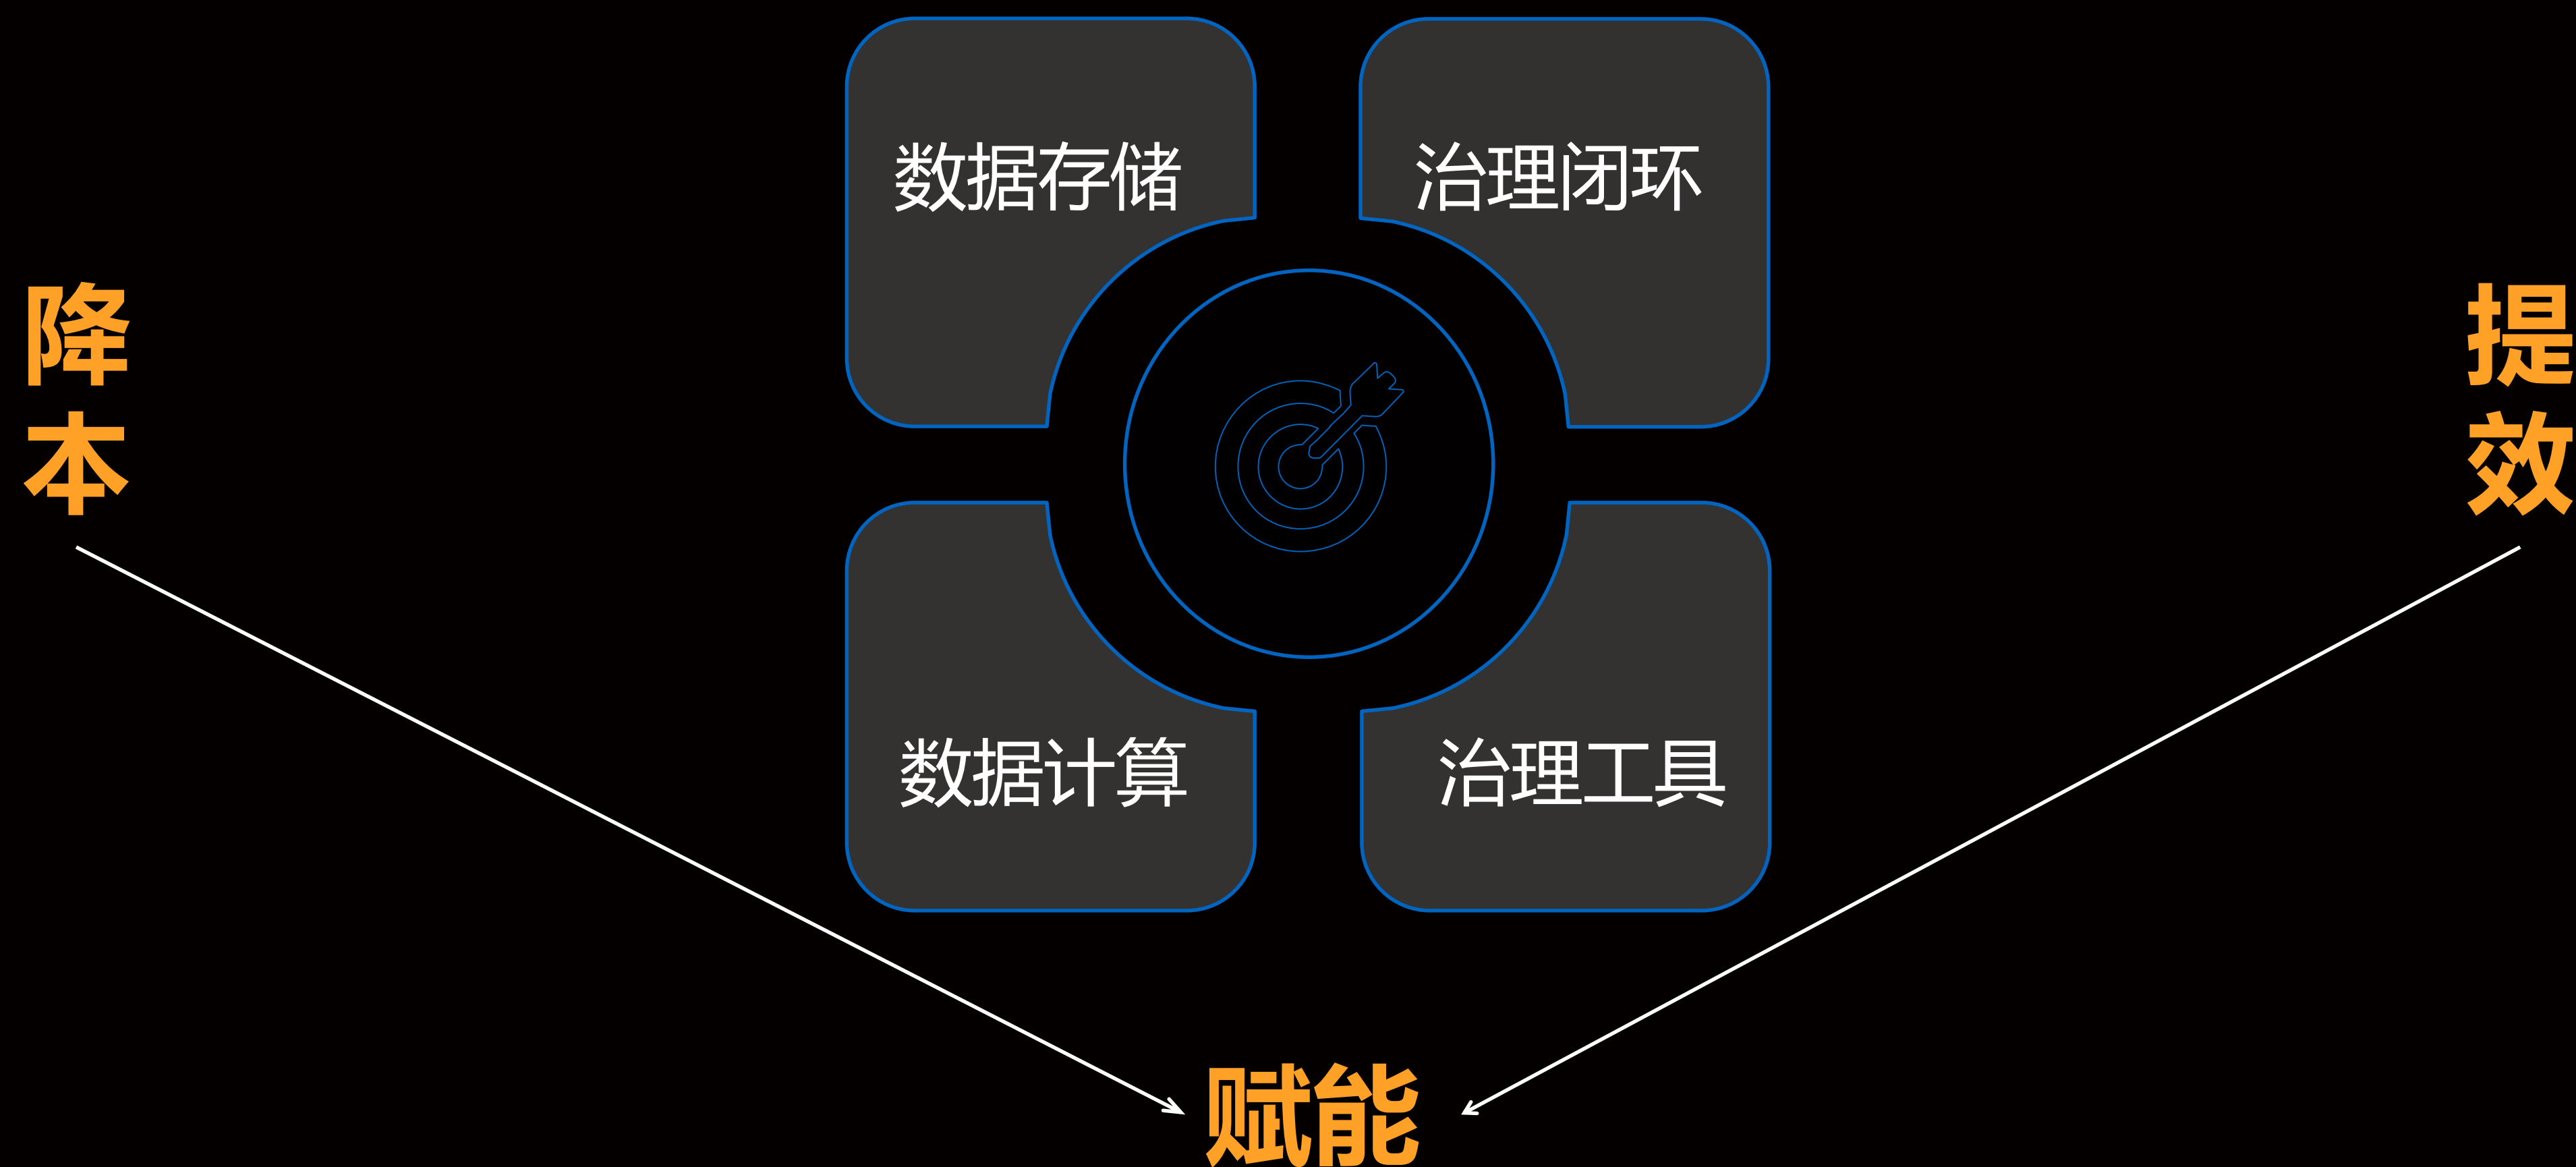 数据存储
治理闭环
降本
提效
数据计算
治理工具
赋能